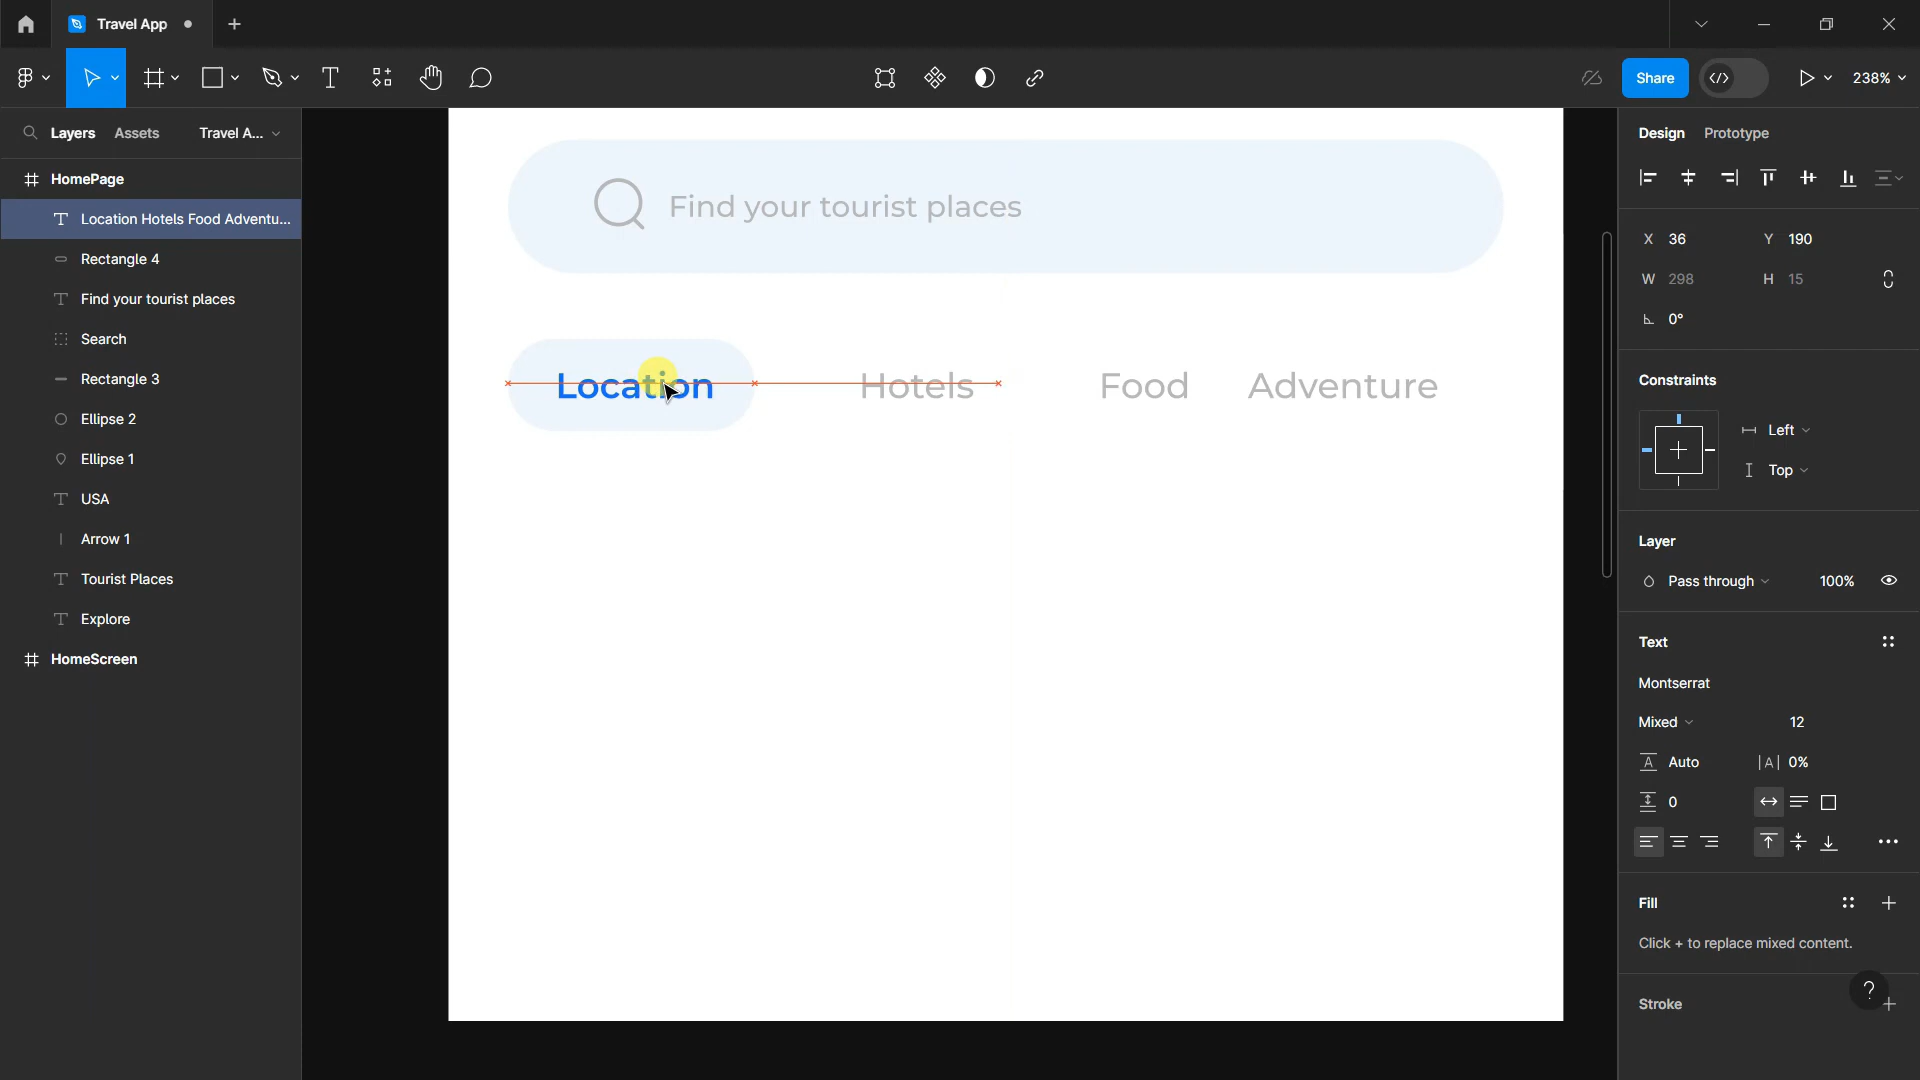 Travel App
Share
238%
Layers
Assets
Travel A...
Design
Prototype
HomePage
Location Hotels Food Adventu...
Rectangle 4
Find your tourist places
Search
Rectangle 3
Ellipse 2
Ellipse 1
USA
Arrow 1
Tourist Places
Explore
HomeScreen
Find your tourist places
Location
Hotels
Food
Adventure
X 36
Y 190
W 298
H 15
0°
Constraints
Left
Top
Layer
Pass through
100%
Text
Montserrat
Mixed
12
Auto
0%
0
Fill
Click + to replace mixed content.
Stroke
?